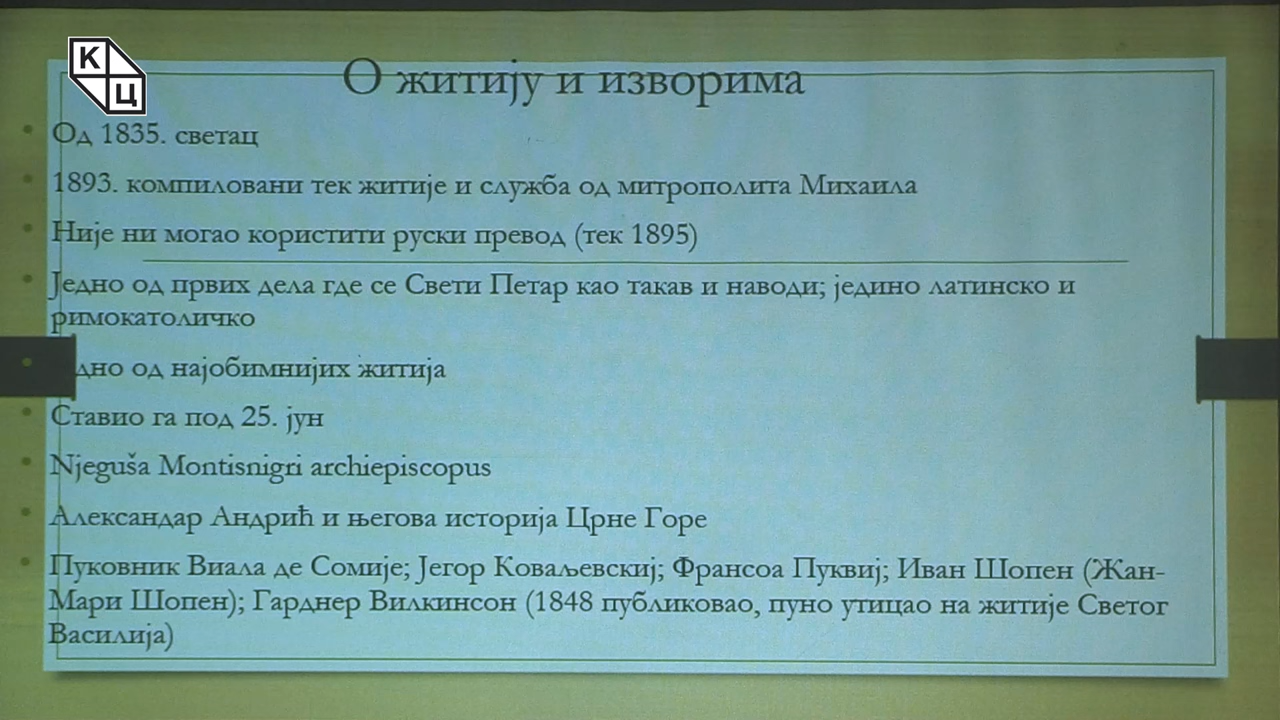 К
Ц
О житију и изворима
Од 1835. светац
1893. компиловани тек житије и служба од митрополита Михаила
Није ни могао користити руски превод (тек 1895)
Једно од првих дела где се Свети Петар као такав и наводи; једино латинско и
римокатоличко
дно од најобимнијих житија
Ставио га под 25. јун
Njeguša Montisnigri archiepiscopus
Александар Андрић и његова историја Црне Горе
Пуковник Виала де Сомије; Јегор Коваљевскиј; Франсоа Пуквиј; Иван Шопен (Жан-
Мари Шопен); Гарднер Вилкинсон (1848 публиковао, пуно утицао на житије Светог
Василија)